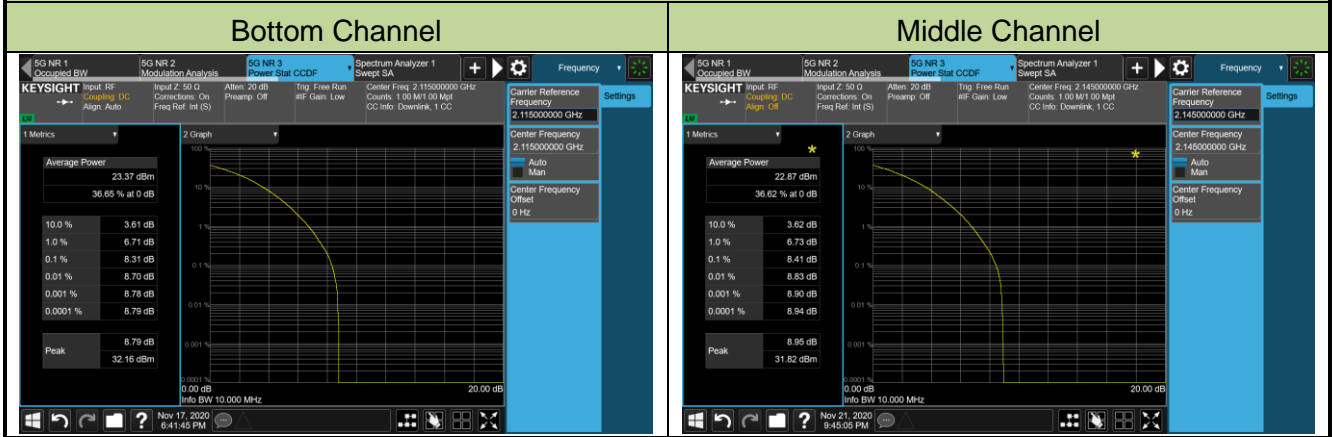 Bottom Channel
Middle Channel
5G NR 1
Occupied BW
5G NR 2
Modulation Analysis
5G NR 3
Power Stat CCDF
Spectrum Analyzer 1
Swept SA
+
Frequency
KEYSIGHT
Input: RF
Coupling: DC
Align: Auto
Input Z: 50 Ω
Corrections: On
Freq Ref: Int (S)
Atten: 20 dB
Preamp: Off
Trig: Free Run
#IF Gain: Low
Center Freq: 2.115000000 GHz
Counts: 1.00 M/1.00 Mpt
CC Info: Downlink, 1 CC
Carrier Reference
Frequency
2.115000000 GHz
Settings
LXI
1 Metrics
2 Graph
Center Frequency
2.115000000 GHz
Auto
Man
Center Frequency
Offset
0 Hz
Average Power
23.37 dBm
36.65 % at 0 dB
10.0 % 3.61 dB
1.0 % 6.71 dB
0.1 % 8.31 dB
0.01 % 8.70 dB
0.001 % 8.78 dB
0.0001 % 8.79 dB
Peak
8.79 dB
32.16 dBm
100 %
10 %
1 %
0.1 %
0.01 %
0.001 %
0.0001 %
0.00 dB
20.00 dB
Info BW 10.000 MHz
?
Nov 17, 2020
6:41:45 PM
5G NR 1
Occupied BW
5G NR 2
Modulation Analysis
5G NR 3
Power Stat CCDF
Spectrum Analyzer 1
Swept SA
+
Frequency
KEYSIGHT
Input: RF
Coupling: DC
Align: Off
Input Z: 50 Ω
Corrections: On
Freq Ref: Int (S)
Atten: 20 dB
Preamp: Off
Trig: Free Run
#IF Gain: Low
Center Freq: 2.145000000 GHz
Counts: 1.00 M/1.00 Mpt
CC Info: Downlink, 1 CC
Carrier Reference
Frequency
2.145000000 GHz
Settings
LXI
1 Metrics
2 Graph
Center Frequency
2.145000000 GHz
Auto
Man
Center Frequency
Offset
0 Hz
*
*
Average Power
22.87 dBm
36.62 % at 0 dB
10.0 % 3.62 dB
1.0 % 6.73 dB
0.1 % 8.41 dB
0.01 % 8.83 dB
0.001 % 8.90 dB
0.0001 % 8.94 dB
Peak
8.95 dB
31.82 dBm
100 %
10 %
1 %
0.1 %
0.01 %
0.001 %
0.0001 %
0.00 dB
20.00 dB
Info BW 10.000 MHz
?
Nov 21, 2020
9:45:05 PM